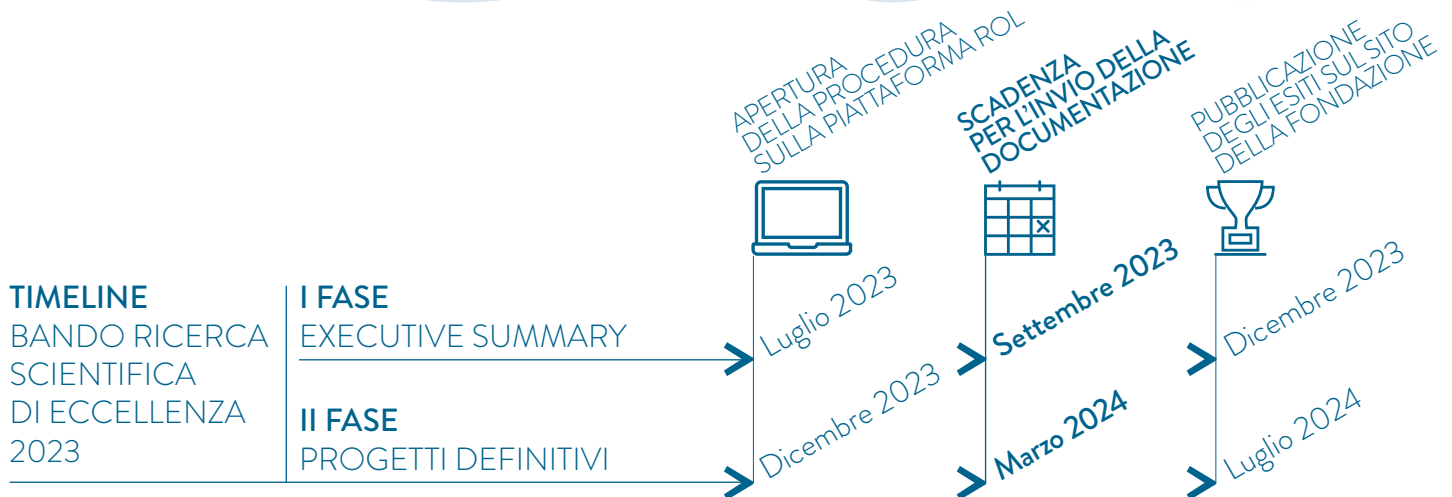 APERTURA
DELLA PROCEDURA
SULLA PIATTAFORMA ROL
SCADENZA
PER L'INVIO DELLA
DOCUMENTAZIONE
PUBBLICAZIONE
DEGLI ESITI SUL SITO
DELLA FONDAZIONE
TIMELINE
BANDO RICERCA
SCIENTIFICA
DI ECCELLENZA
2023
I FASE
EXECUTIVE SUMMARY
Luglio 2023
Settembre 2023
Dicembre 2023
II FASE
PROGETTI DEFINITIVI
Dicembre 2023
Marzo 2024
Luglio 2024